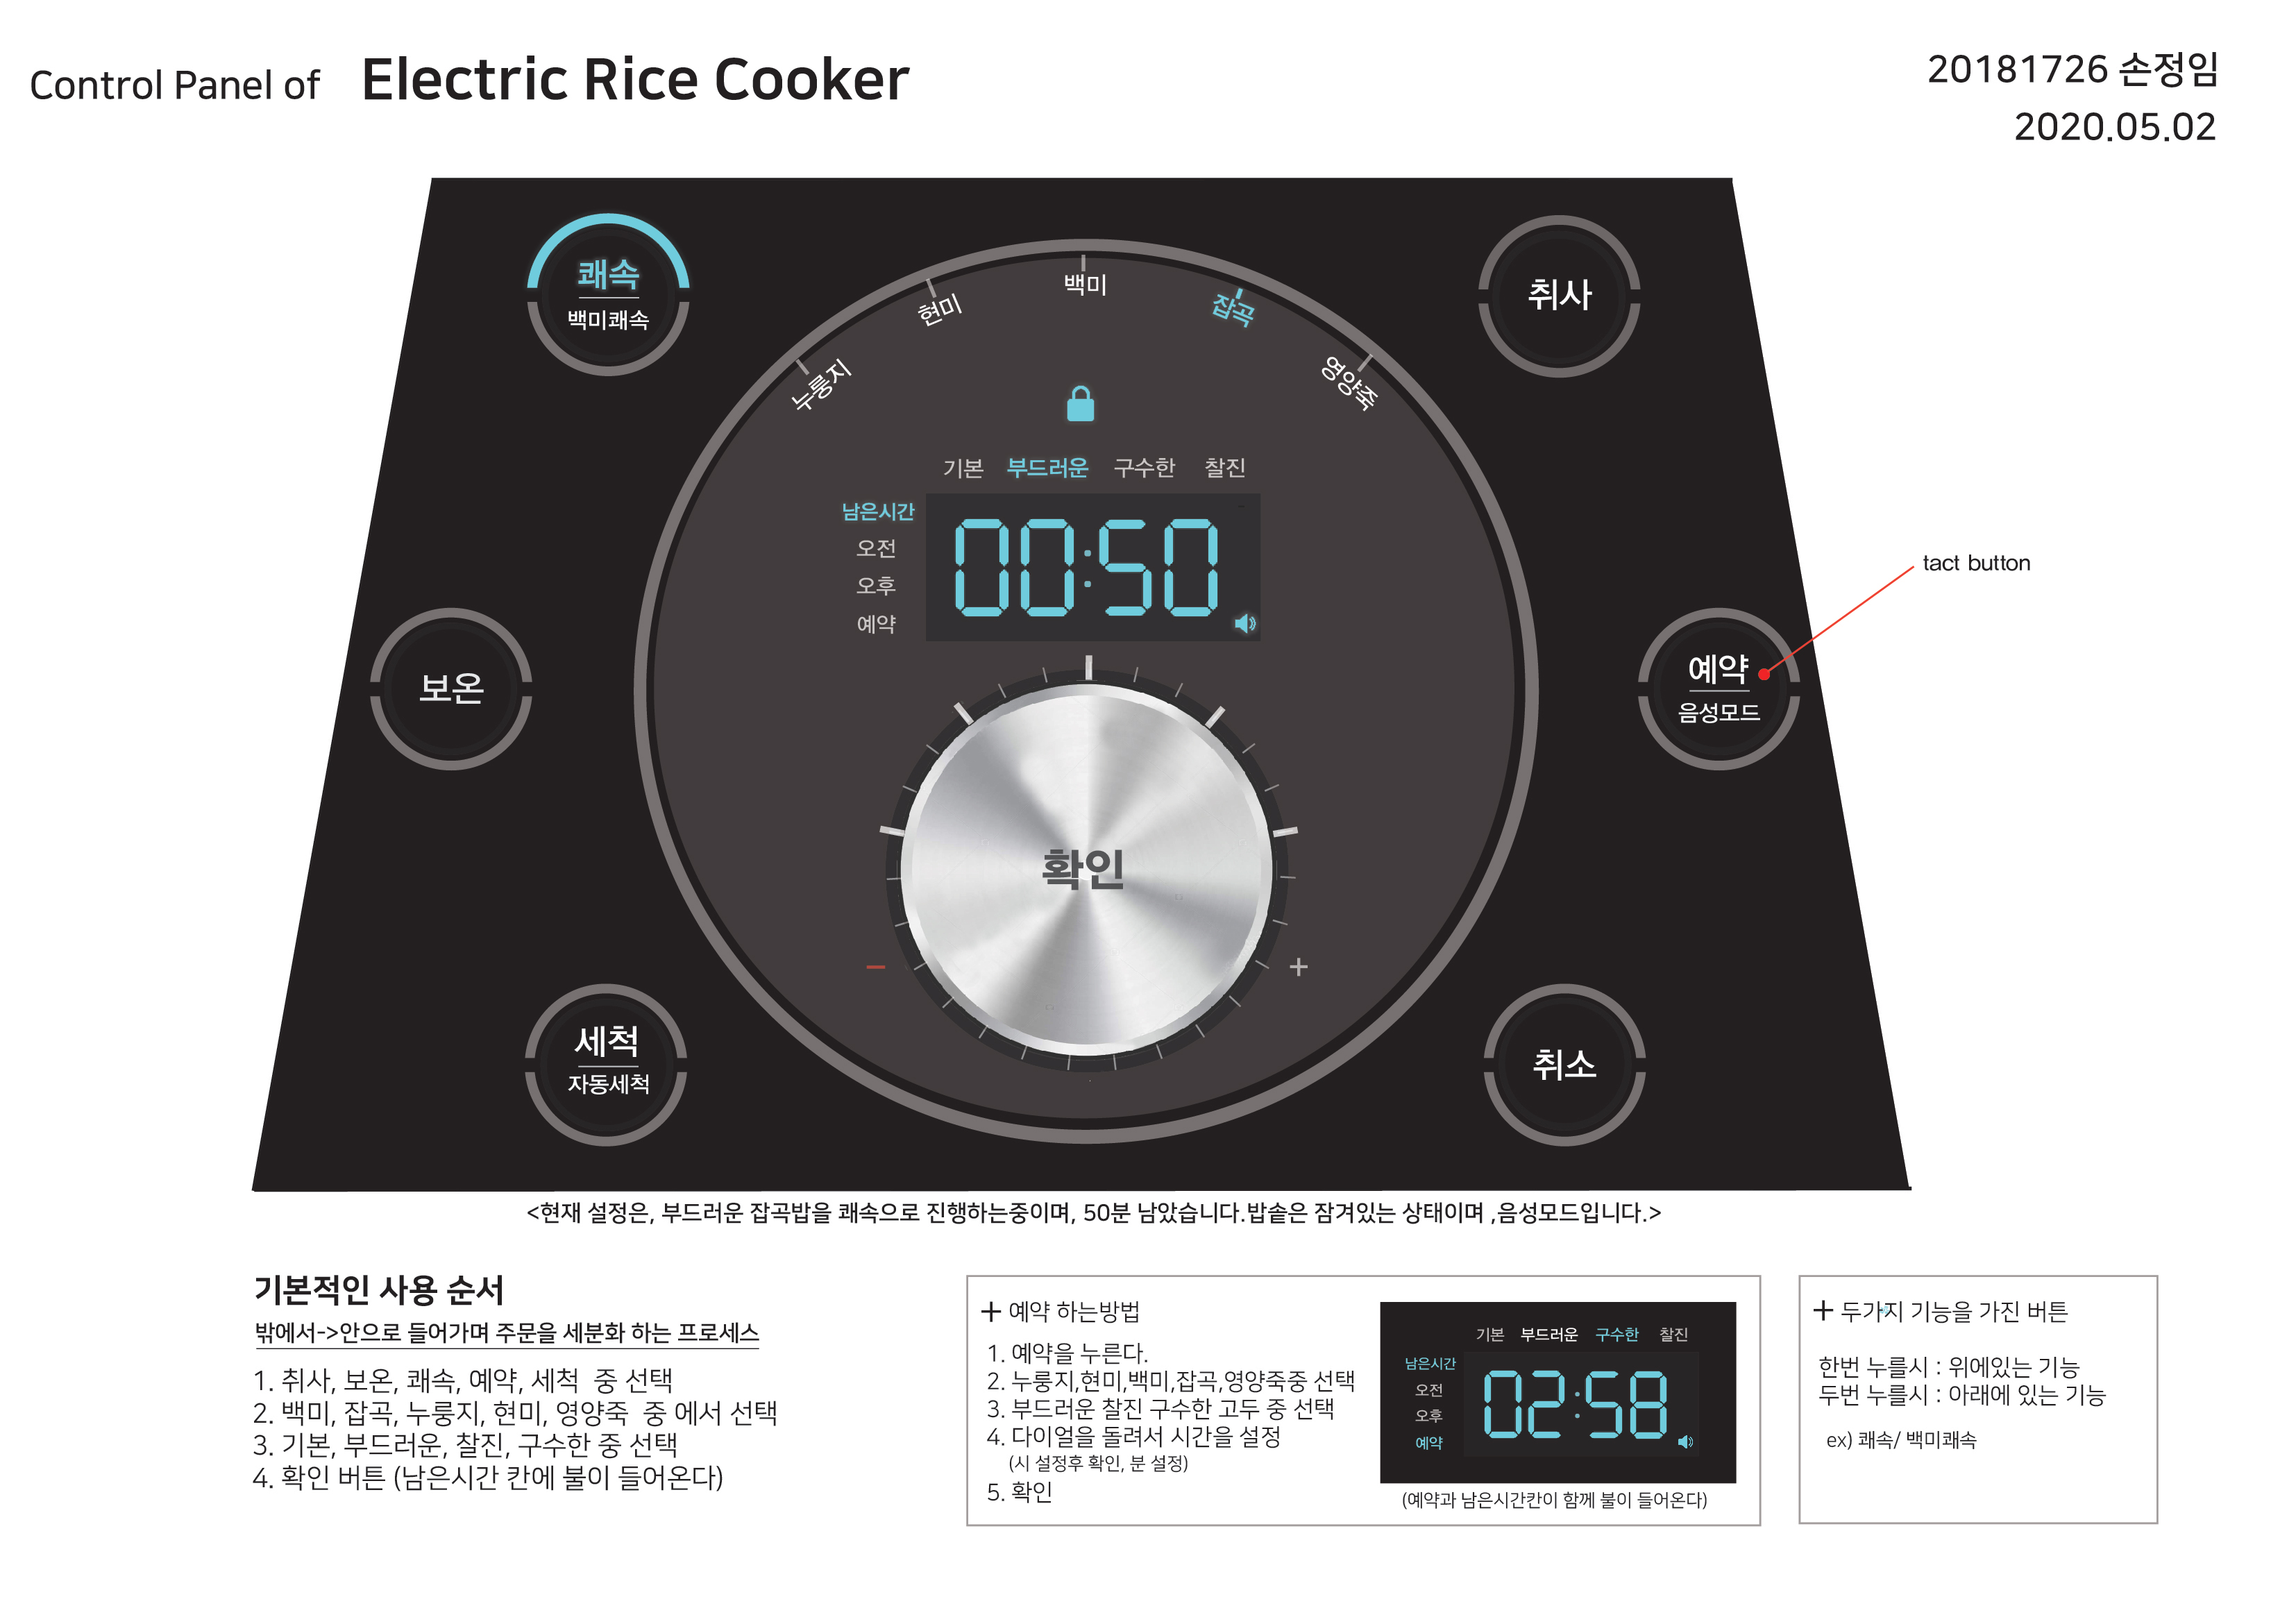 Control Panel of Electric Rice Cooker
20181726 손정임
2020.05.02
쾌속
백미쾌속
취사
누룽지
현미
백미
잡곡
영양죽
기본 부드러운 구수한 찰진
남은시간
오전
오후
예약
00:50
보온
예약
음성모드
tact button
확인
− +
세척
자동세척
취소
<현재 설정은, 부드러운 잡곡밥을 쾌속으로 진행하는중이며, 50분 남았습니다.밥솥은 잠겨있는 상태이며 ,음성모드입니다.>
기본적인 사용 순서
밖에서->안으로 들어가며 주문을 세분화 하는 프로세스
1. 취사, 보온, 쾌속, 예약, 세척 중 선택
2. 백미, 잡곡, 누룽지, 현미, 영양죽 중 에서 선택
3. 기본, 부드러운, 찰진, 구수한 중 선택
4. 확인 버튼 (남은시간 칸에 불이 들어온다)
+ 예약 하는방법
1. 예약을 누른다.
2. 누룽지,현미,백미,잡곡,영양죽중 선택
3. 부드러운 찰진 구수한 고두 중 선택
4. 다이얼을 돌려서 시간을 설정
(시 설정후 확인, 분 설정)
5. 확인
기본 부드러운 구수한 찰진
남은시간
오전
오후
예약
02:58
(예약과 남은시간칸이 함께 불이 들어온다)
+ 두가지 기능을 가진 버튼
한번 누를시 : 위에있는 기능
두번 누를시 : 아래에 있는 기능
ex) 쾌속/ 백미쾌속